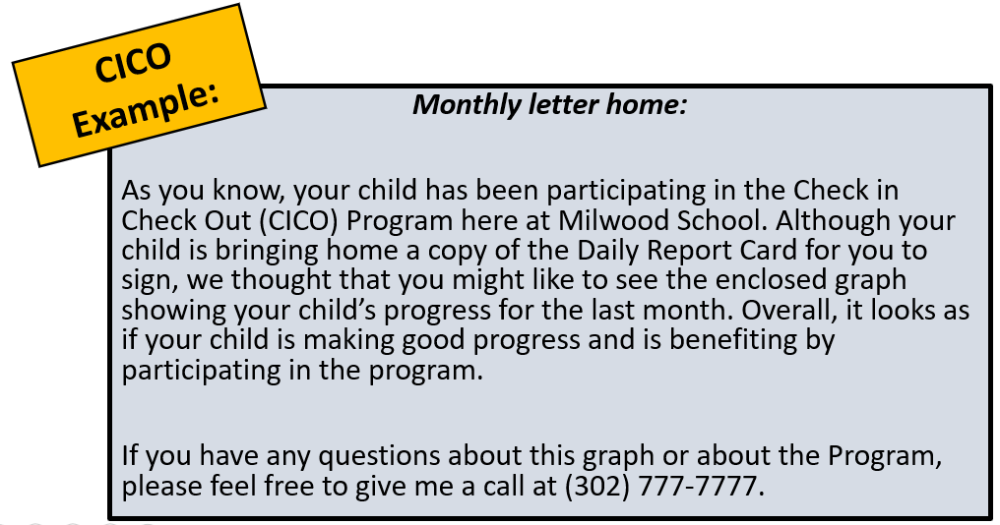 CICO
Example:
Monthly letter home:
As you know, your child has been participating in the Check in
Check Out (CICO) Program here at Milwood School. Although your
child is bringing home a copy of the Daily Report Card for you to
sign, we thought that you might like to see the enclosed graph
showing your child’s progress for the last month. Overall, it looks as
if your child is making good progress and is benefiting by
participating in the program.
If you have any questions about this graph or about the Program,
please feel free to give me a call at (302) 777-7777.